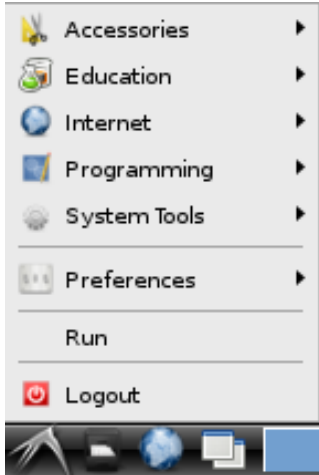 Accessories
Education
Internet
Programming
System Tools
Preferences
Run
Logout